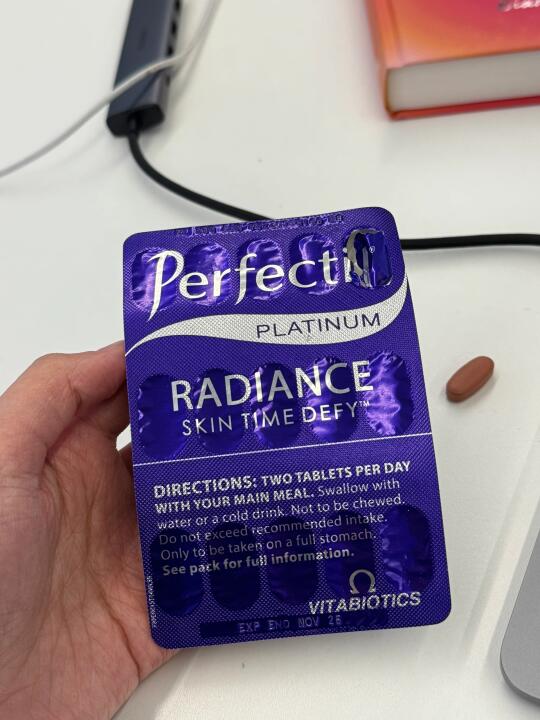 Perfectil®
PLATINUM
RADIANCE
SKIN TIME DEFY™
DIRECTIONS: TWO TABLETS PER DAY
WITH YOUR MAIN MEAL. Swallow with
water or a cold drink. Not to be chewed.
Do not exceed recommended intake.
Only to be taken on a full stomach.
See pack for full information.
VITABIOTICS
EXP END NOV 26